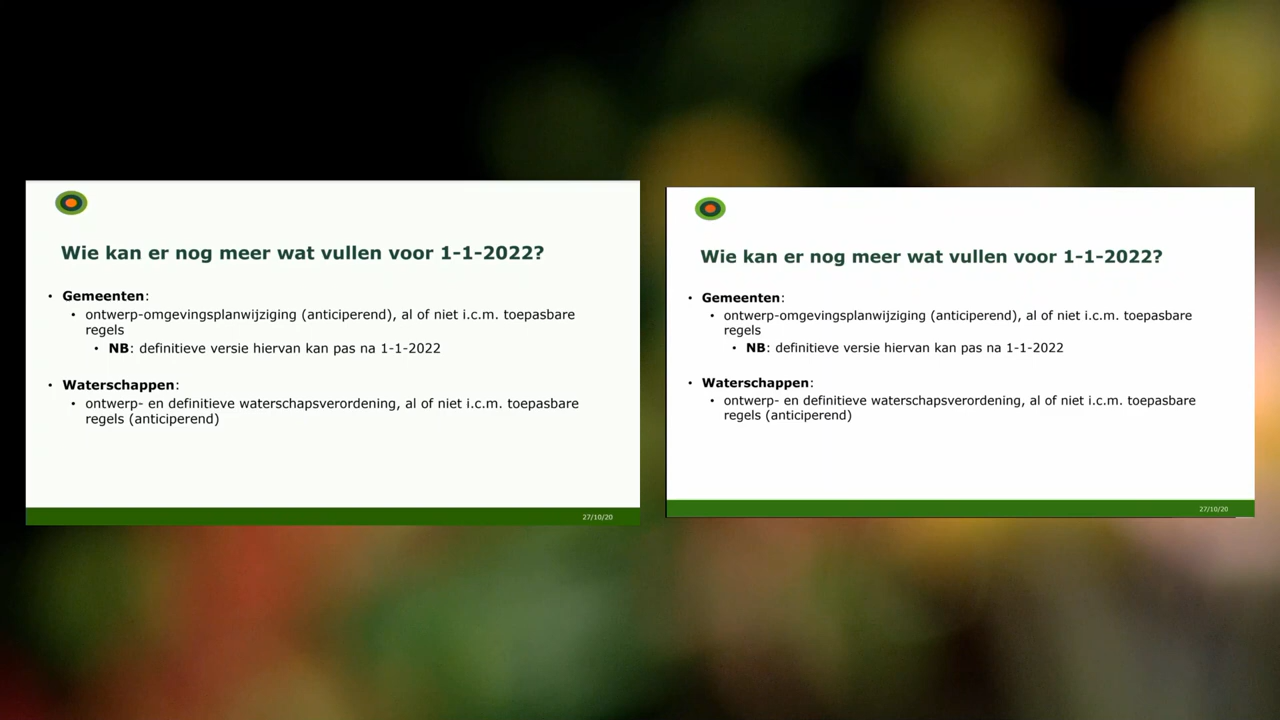 Wie kan er nog meer wat vullen voor 1-1-2022?
• Gemeenten:
• ontwerp-omgevingsplanwijziging (anticiperend), al of niet i.c.m. toepasbare
regels
• NB: definitieve versie hiervan kan pas na 1-1-2022
• Waterschappen:
• ontwerp- en definitieve waterschapsverordening, al of niet i.c.m. toepasbare
regels (anticiperend)
27/10/20
Wie kan er nog meer wat vullen voor 1-1-2022?
• Gemeenten:
• ontwerp-omgevingsplanwijziging (anticiperend), al of niet i.c.m. toepasbare
regels
• NB: definitieve versie hiervan kan pas na 1-1-2022
• Waterschappen:
• ontwerp- en definitieve waterschapsverordening, al of niet i.c.m. toepasbare
regels (anticiperend)
27/10/20